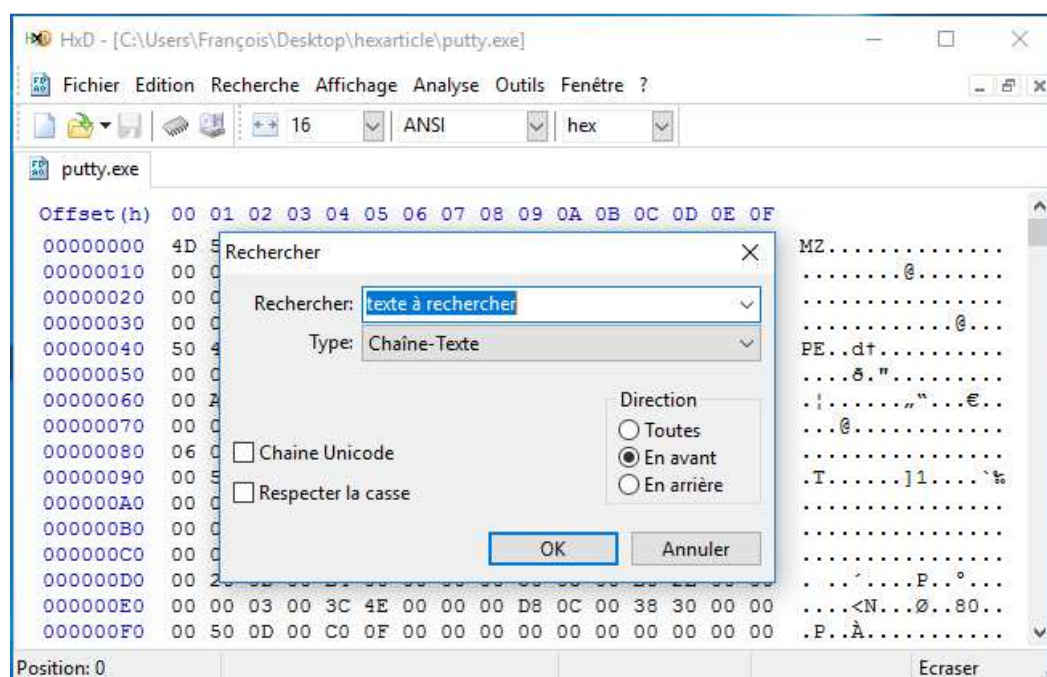 HxD - [C:\Users\François\Desktop\hexarticle\putty.exe]
Fichier Edition Recherche Affichage Analyse Outils Fenêtre ?
16 ANSI hex
putty.exe
Offset(h) 00 01 02 03 04 05 06 07 08 09 0A 0B 0C 0D 0E 0F
00000000 4D MZ..............
00000010 00 ........@.......
00000020 00 ................
00000030 00 ............@...
00000040 50 PE..d†..........
00000050 00 ....ð.".........
00000060 00 .¦......„“...€..
00000070 00 ...@............
00000080 06 ................
00000090 00 .T......]1....`‰
000000A0 00 ................
000000B0 00 ................
000000C0 00 ................
000000D0 00 . ..´....P..°...
000000E0 00 00 03 00 3C 4E 00 00 00 D8 0C 00 38 30 00 00 ....<N...Ø..80..
000000F0 00 50 0D 00 C0 0F 00 00 00 00 00 00 00 00 00 00 .P..À...........
Rechercher
Rechercher: texte à rechercher
Type: Chaîne-Texte
Direction
Toutes
En avant
En arrière
Chaine Unicode
Respecter la casse
OK Annuler
Position: 0 Ecraser